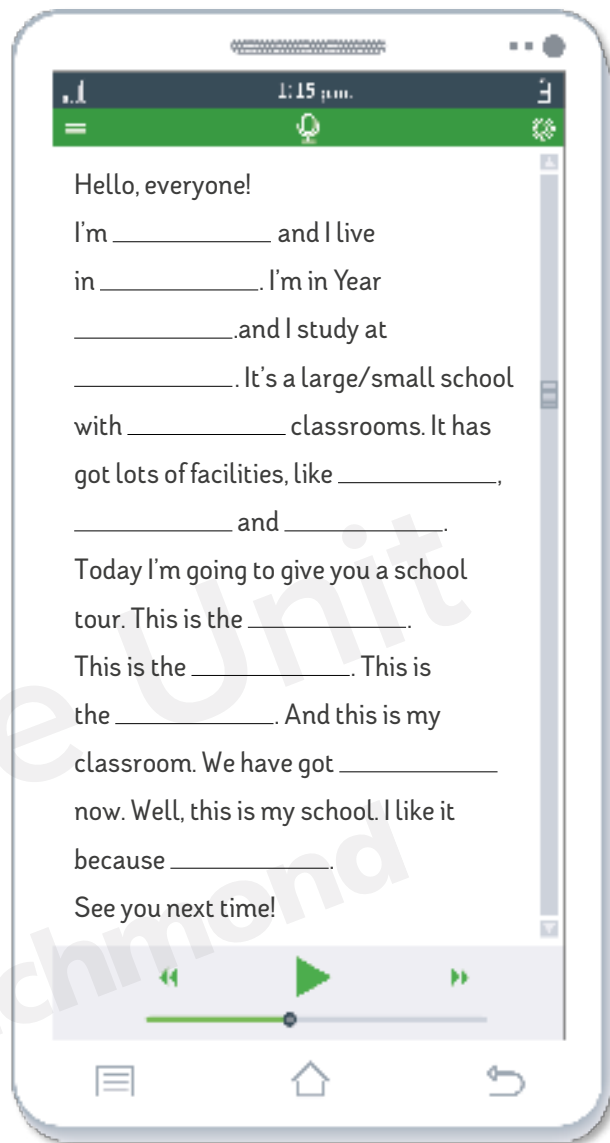 1:15 p.m.
Hello, everyone!
I'm ____________ and I live
in ____________. I'm in Year
____________.and I study at
____________. It's a large/small school
with ____________ classrooms. It has
got lots of facilities, like ____________,
____________ and ____________.
Today I'm going to give you a school
tour. This is the ____________.
This is the ____________. This is
the ____________. And this is my
classroom. We have got ____________
now. Well, this is my school. I like it
because ____________.
See you next time!
e Unit
chmond